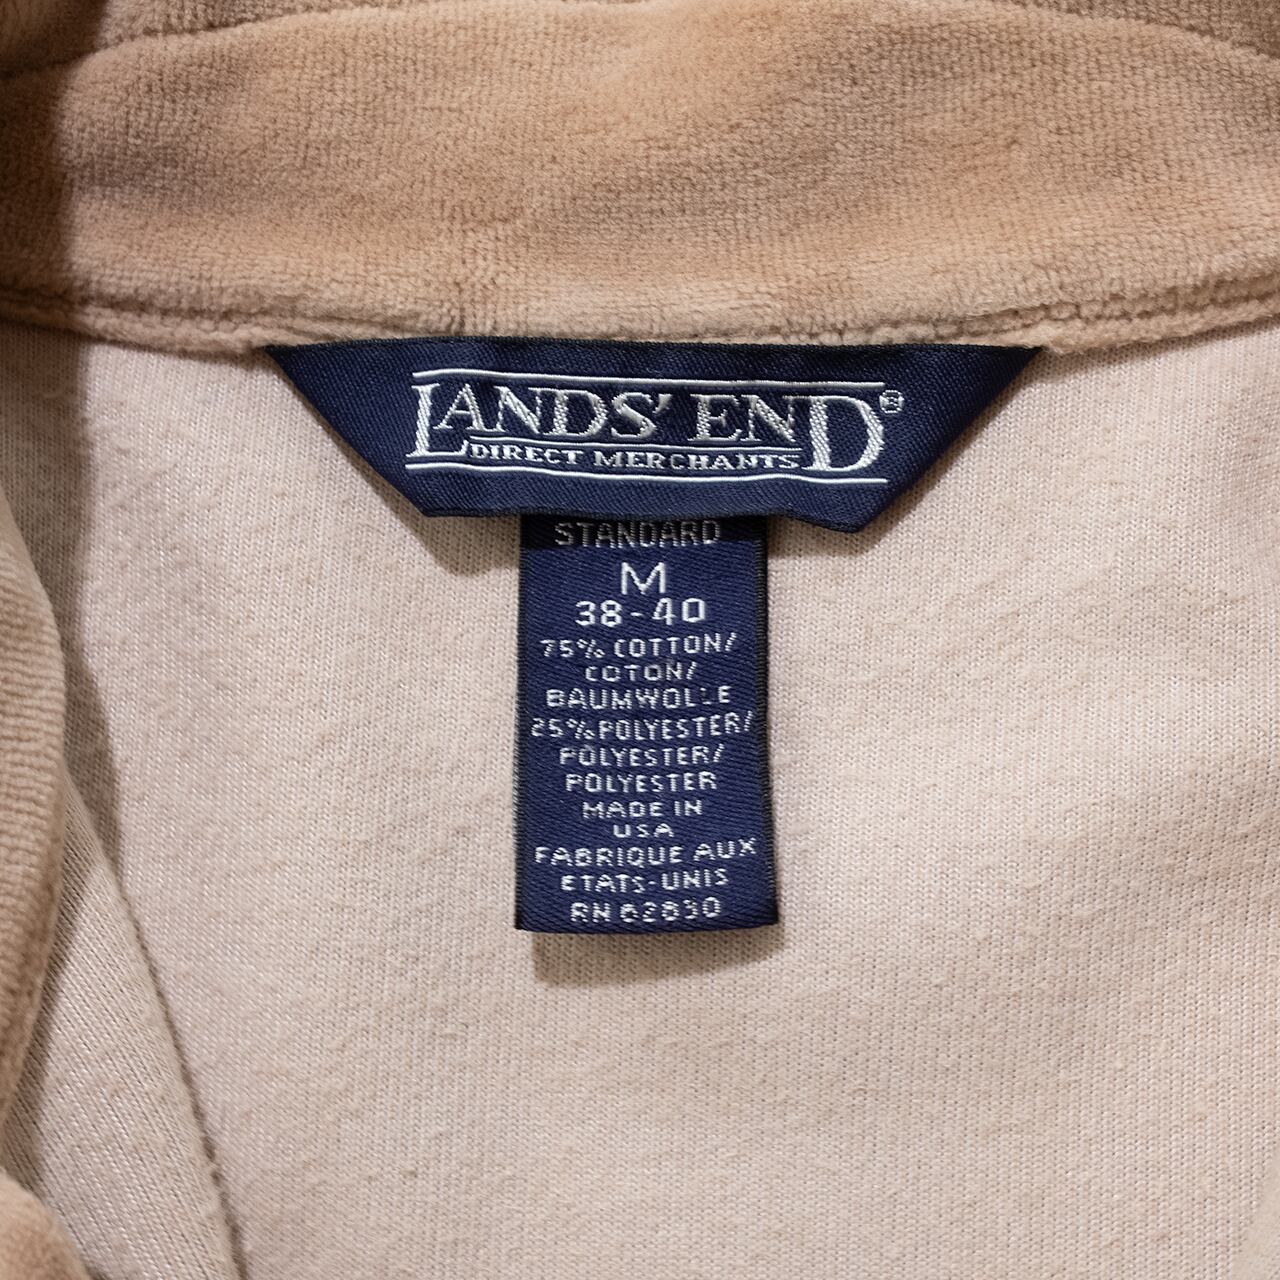 LANDS' END®
DIRECT MERCHANTS
STANDARD
M
38-40
75% COTTON/
COTON/
BAUMWOLLE
25% POLYESTER/
POLYESTER/
POLYESTER
MADE IN
USA
FABRIQUE AUX
ETATS-UNIS
RN 62830